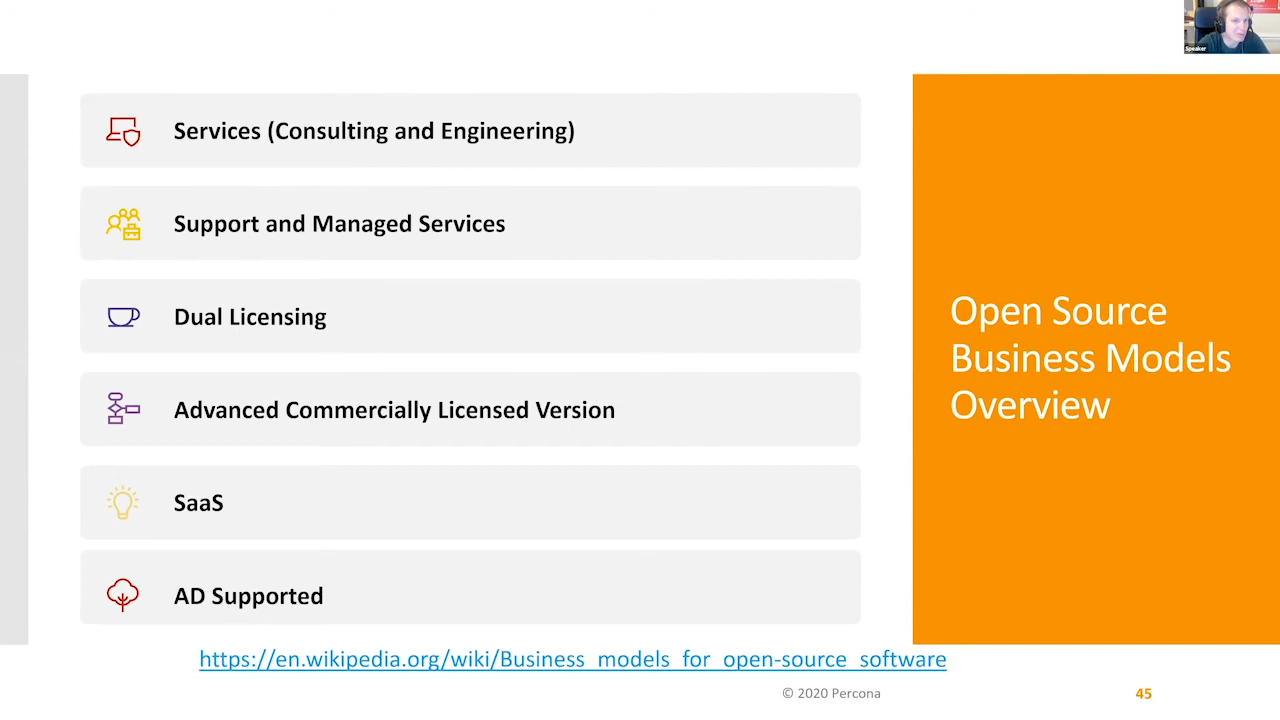 Speaker
Services (Consulting and Engineering)
Support and Managed Services
Dual Licensing
Advanced Commercially Licensed Version
SaaS
AD Supported
Open Source
Business Models
Overview
https://en.wikipedia.org/wiki/Business_models_for_open-source_software
© 2020 Percona
45